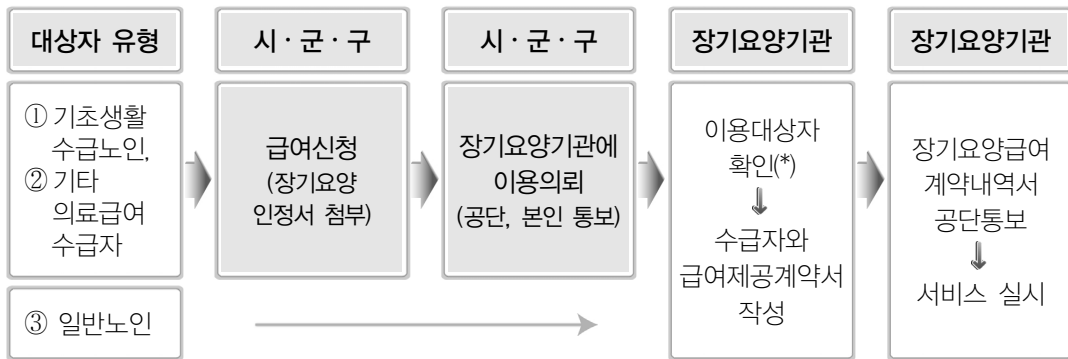 대상자 유형
시·군·구
시·군·구
장기요양기관
장기요양기관
① 기초생활
수급노인,
② 기타
의료급여
수급자
급여신청
(장기요양
인정서 첨부)
장기요양기관에
이용의뢰
(공단, 본인 통보)
이용대상자
확인(*)
⇓
수급자와
급여제공계약서
작성
장기요양급여
계약내역서
공단통보
⇓
서비스 실시
③ 일반노인